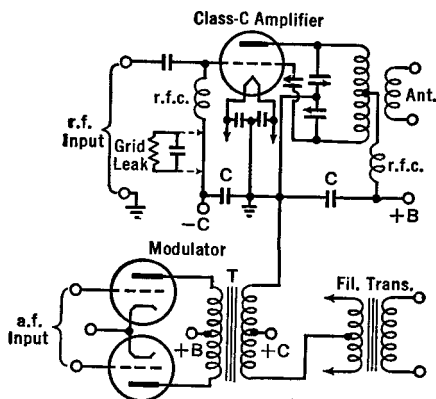 Class-C Amplifier
r.f.
Input
r.f.c.
Ant.
Grid
Leak
r.f.c.
C
C
-C
+B
Modulator
T
Fil. Trans.
a.f.
Input
+B
+C